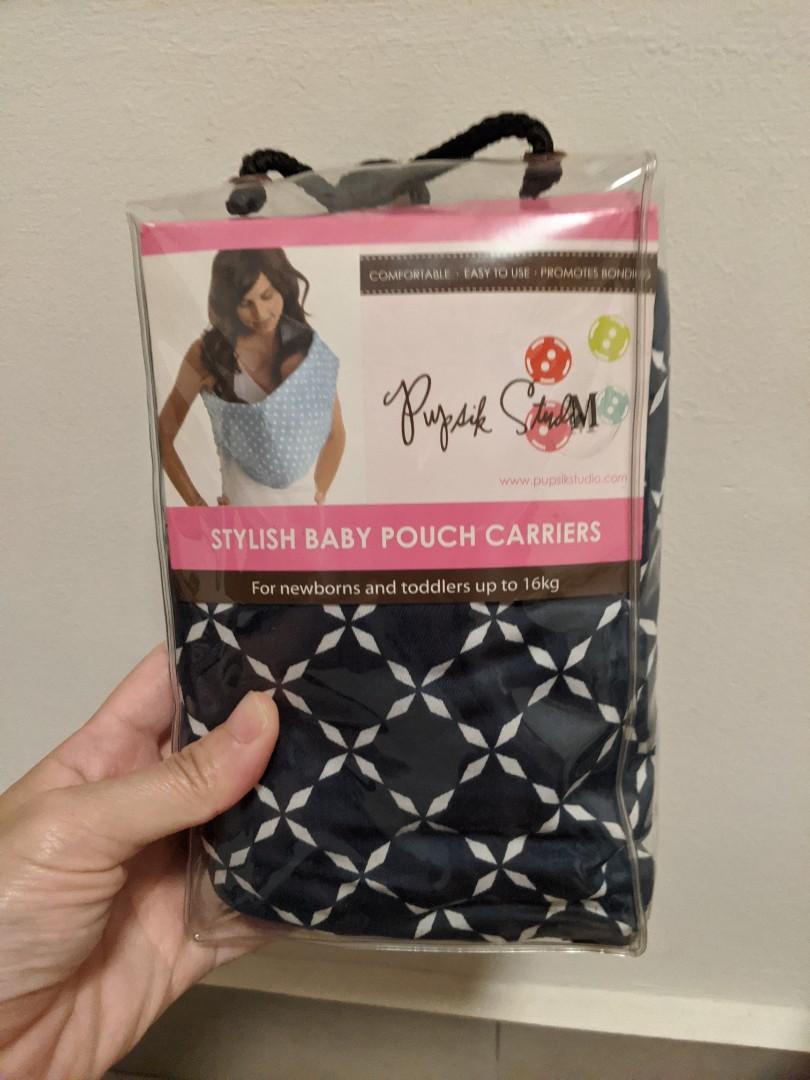 COMFORTABLE · EASY TO USE · PROMOTES BONDING
Pupsik Studio
M
www.pupsikstudio.com
STYLISH BABY POUCH CARRIERS
For newborns and toddlers up to 16kg